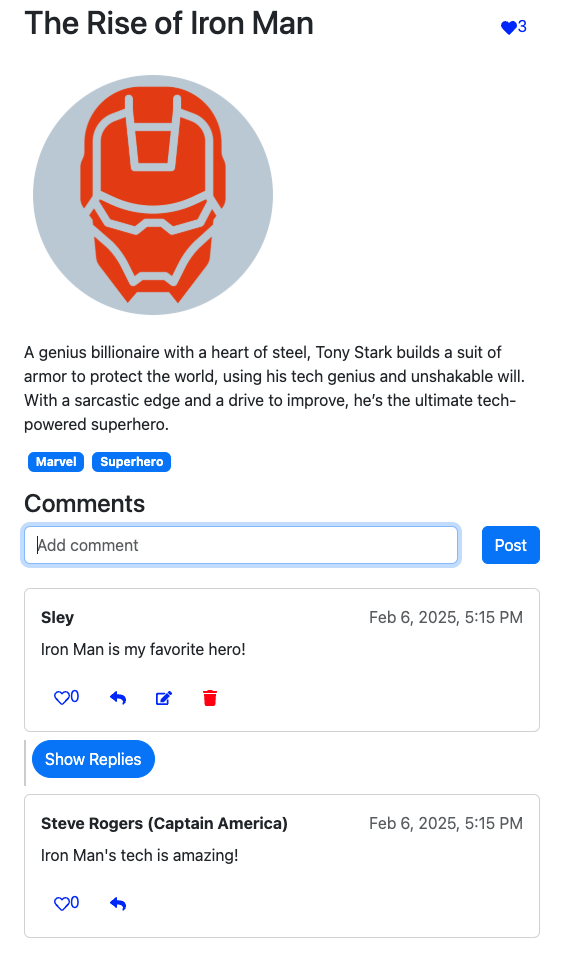 The Rise of Iron Man
3
A genius billionaire with a heart of steel, Tony Stark builds a suit of
armor to protect the world, using his tech genius and unshakable will.
With a sarcastic edge and a drive to improve, he’s the ultimate tech-
powered superhero.
Marvel Superhero
Comments
Add comment Post
Sley Feb 6, 2025, 5:15 PM
Iron Man is my favorite hero!
0
Show Replies
Steve Rogers (Captain America) Feb 6, 2025, 5:15 PM
Iron Man's tech is amazing!
0